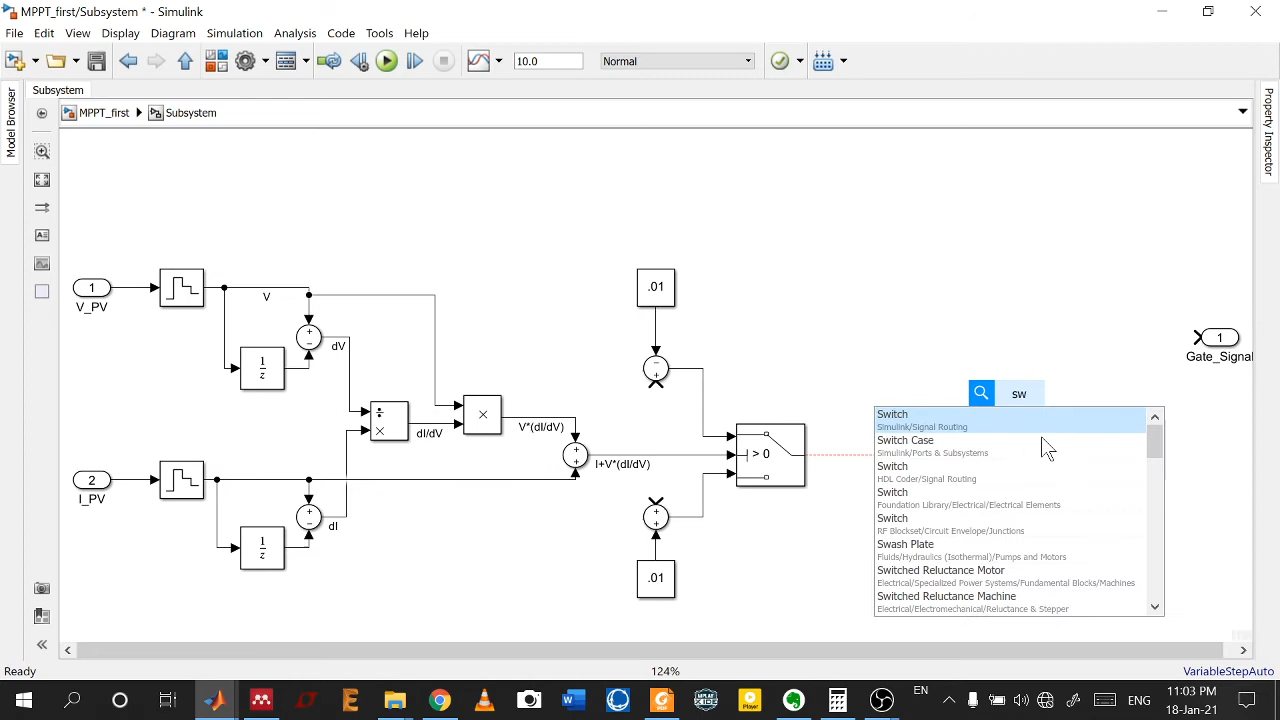 MPPT_first/Subsystem * - Simulink
File Edit View Display Diagram Simulation Analysis Code Tools Help
10.0 Normal
Subsystem
MPPT_first Subsystem
Model Browser
Property Inspector
.01
1 V 1
V_PV
+
−
−
+
dV
1
z
Gate_Signal
÷
×
×
sw
dI/dV
V*(dI/dV)
Switch
Simulink/Signal Routing
Switch Case
Simulink/Ports & Subsystems
+
+
I+V*(dI/dV)
> 0
Switch
HDL Coder/Signal Routing
2
I_PV
Switch
Foundation Library/Electrical/Electrical Elements
+
−
dI
+
+
Switch
RF Blockset/Circuit Envelope/Junctions
1
z
Swash Plate
Fluids/Hydraulics (Isothermal)/Pumps and Motors
.01
Switched Reluctance Motor
Electrical/Specialized Power Systems/Fundamental Blocks/Machines
Switched Reluctance Machine
Electrical/Electromechanical/Reluctance & Stepper
Ready 124% VariableStepAuto
EN ENG 11:03 PM
18-Jan-21